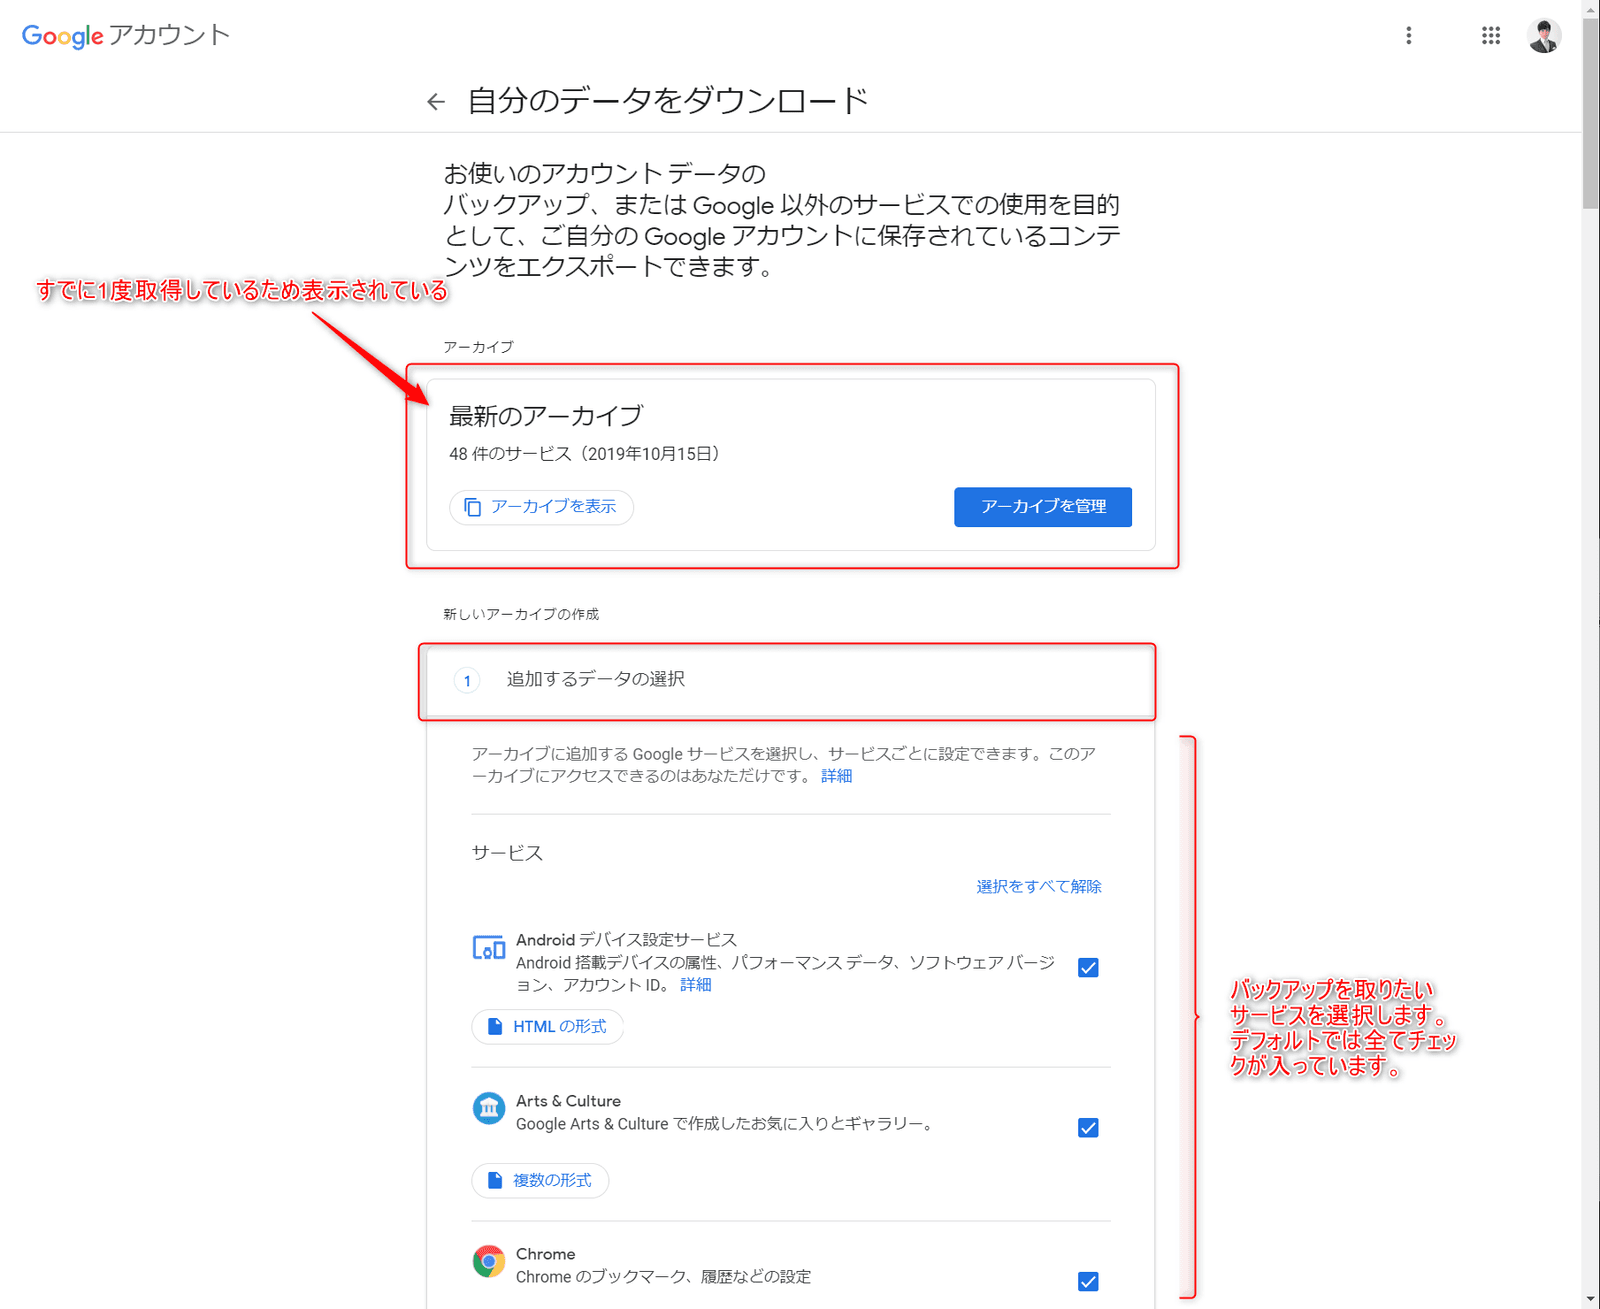 Google アカウント
自分のデータをダウンロード
お使いのアカウント データの
バックアップ、または Google 以外のサービスでの使用を目的
として、ご自分の Google アカウントに保存されているコンテ
ンツをエクスポートできます。
すでに1度取得しているため表示されている
アーカイブ
最新のアーカイブ
48 件のサービス（2019年10月15日）
アーカイブを表示
アーカイブを管理
新しいアーカイブの作成
1 追加するデータの選択
アーカイブに追加する Google サービスを選択し、サービスごとに設定できます。このア
ーカイブにアクセスできるのはあなただけです。 詳細
サービス
選択をすべて解除
Android デバイス設定サービス
Android 搭載デバイスの属性、パフォーマンス データ、ソフトウェア バージ
ョン、アカウント ID。 詳細
HTML の形式
バックアップを取りたい
サービスを選択します。
デフォルトでは全てチェッ
クが入っています。
Arts & Culture
Google Arts & Culture で作成したお気に入りとギャラリー。
複数の形式
Chrome
Chrome のブックマーク、履歴などの設定